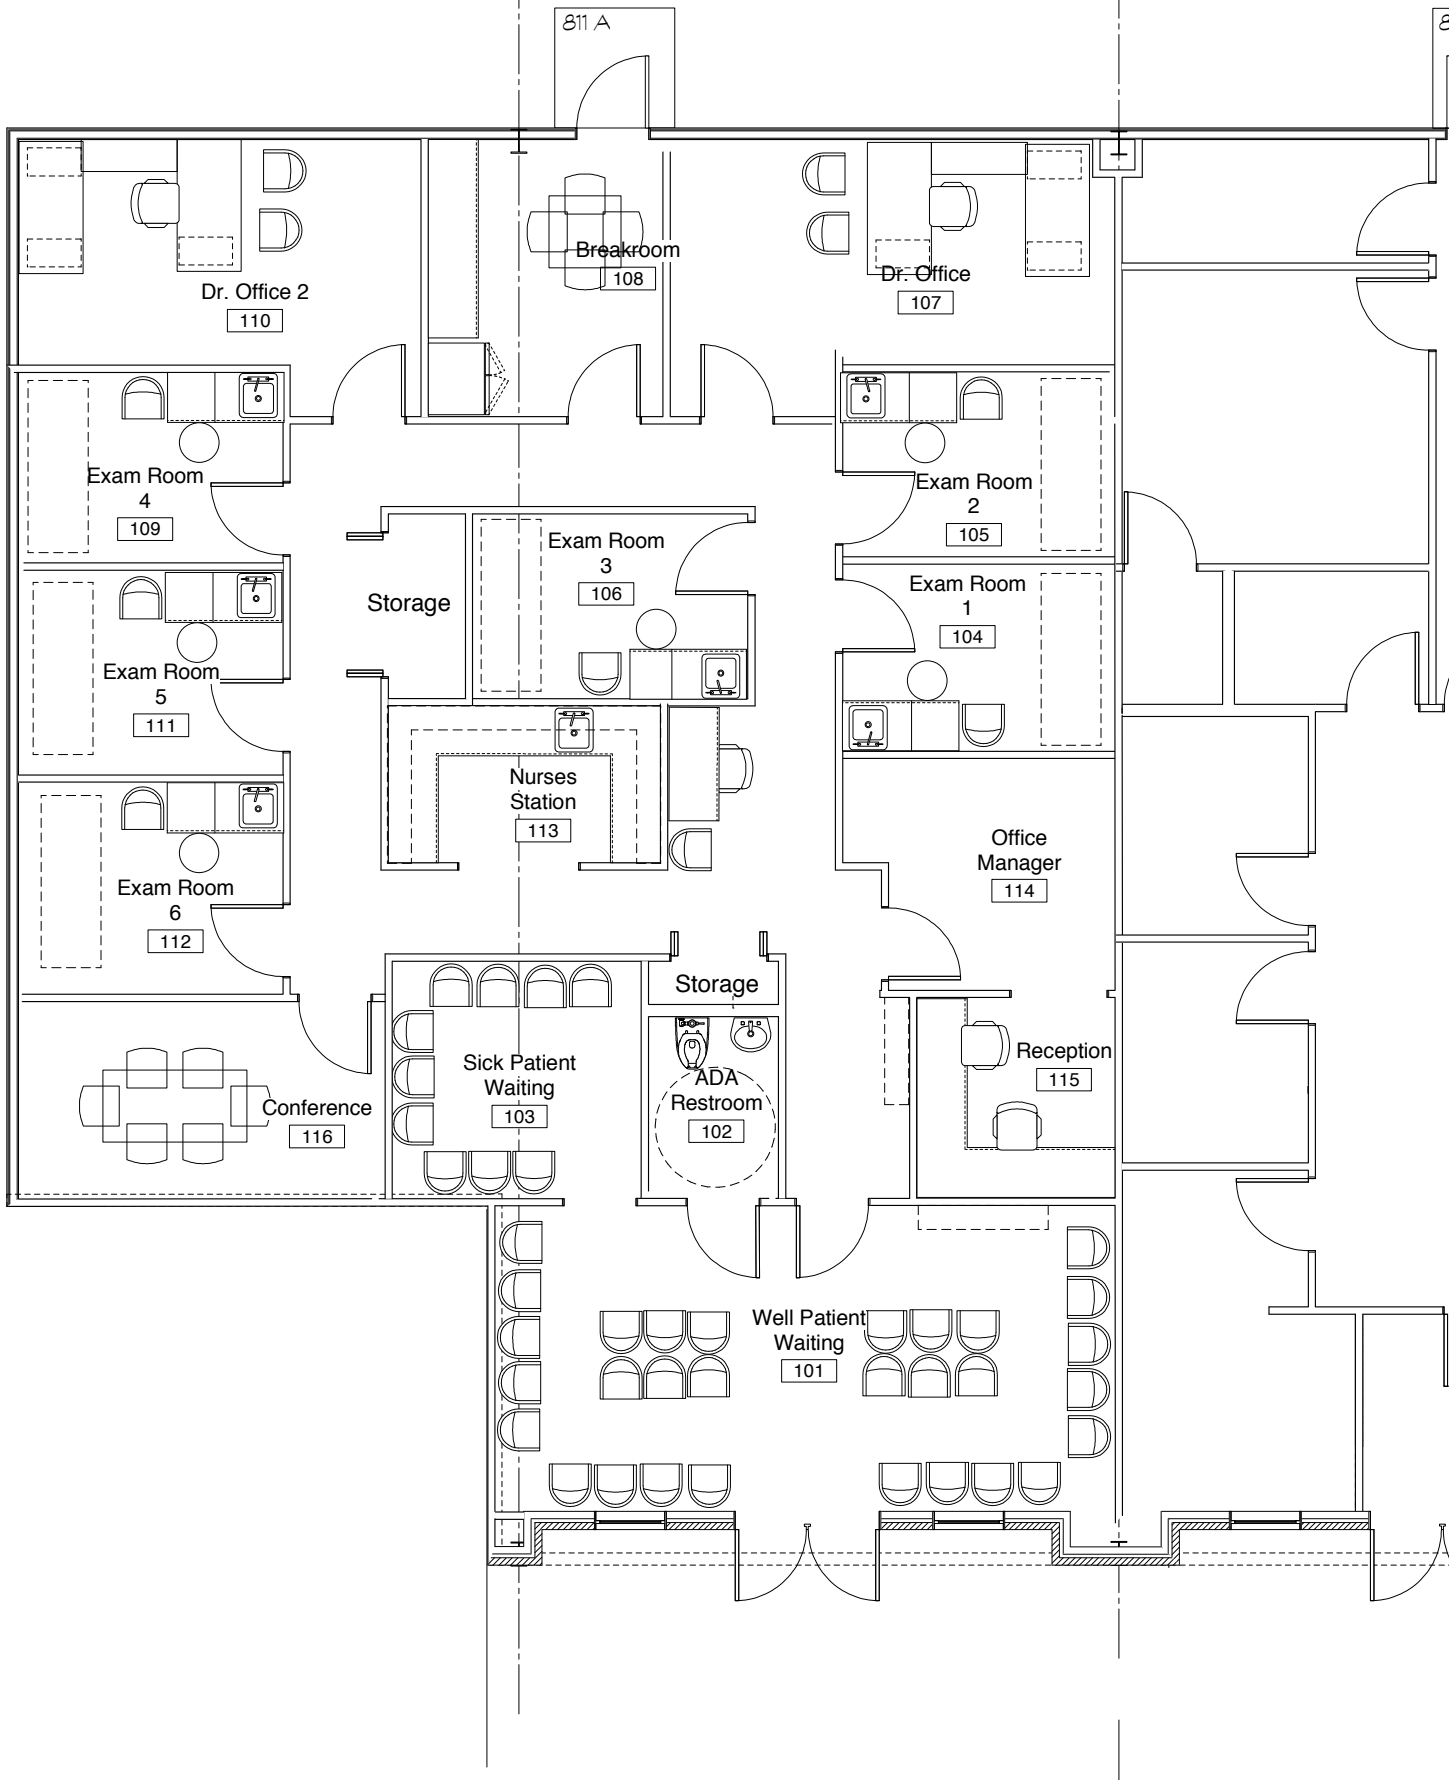 811 A
8
Breakroom
108
Dr. Office
107
Dr. Office 2
110
Exam Room
4
109
Exam Room
2
105
Exam Room
3
106
Storage
Exam Room
1
104
Exam Room
5
111
Nurses
Station
113
Office
Manager
114
Exam Room
6
112
Storage
Sick Patient
Waiting
103
ADA
Restroom
102
Reception
115
Conference
116
Well Patient
Waiting
101